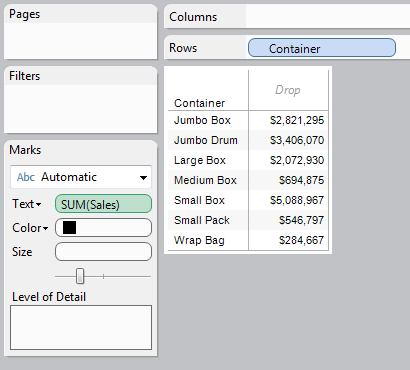 Pages
Columns
Rows Container
Filters
Marks
Abc Automatic
Text SUM(Sales)
Color
Size
Level of Detail
Container Drop
Jumbo Box $2,821,295
Jumbo Drum $3,406,070
Large Box $2,072,930
Medium Box $694,875
Small Box $5,088,967
Small Pack $546,797
Wrap Bag $284,667